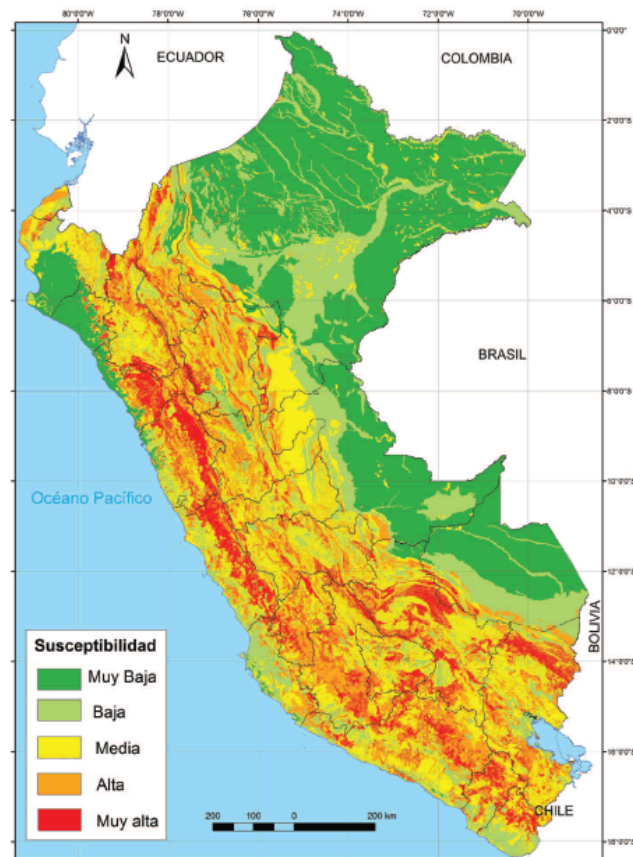 80°0'0"O 78°0'0"O 76°0'0"O 74°0'0"O 72°0'0"O 70°0'0"O
0°0'0"S
N
ECUADOR
COLOMBIA
2°0'0"S
4°0'0"S
6°0'0"S
BRASIL
8°0'0"S
Océano Pacífico
10°0'0"S
12°0'0"S
BOLIVIA
14°0'0"S
Susceptibilidad
Muy Baja
Baja
Media
Alta
Muy alta
16°0'0"S
200 100 0 200 km
CHILE
18°0'0"S